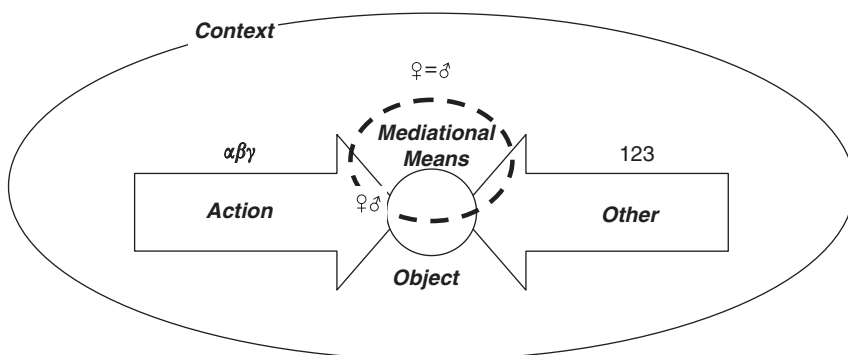 Context
♀=♂
Mediational
Means
αβγ
123
♀♂
Action
Other
Object